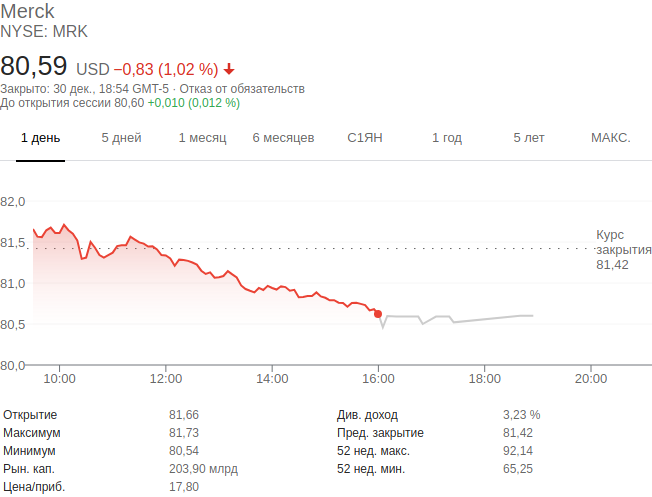 Merck
NYSE: MRK
80,59 USD −0,83 (1,02 %)
Закрыто: 30 дек., 18:54 GMT-5 · Отказ от обязательств
До открытия сессии 80,60 +0,010 (0,012 %)
1 день 5 дней 1 месяц 6 месяцев С1ЯН 1 год 5 лет МАКС.
82,0
81,5
81,0
80,5
80,0
Курс
закрытия
81,42
10:00 12:00 14:00 16:00 18:00 20:00
Открытие 81,66 Див. доход 3,23 %
Максимум 81,73 Пред. закрытие 81,42
Минимум 80,54 52 нед. макс. 92,14
Рын. кап. 203,90 млрд 52 нед. мин. 65,25
Цена/приб. 17,80